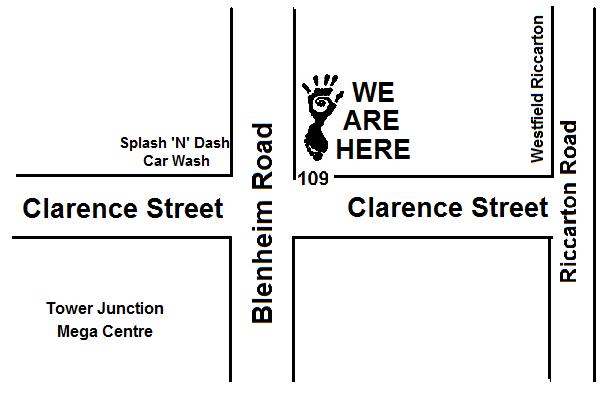 Splash 'N' Dash
Car Wash
WE
ARE
HERE
109
Westfield Riccarton
Clarence Street
Blenheim Road
Clarence Street
Riccarton Road
Tower Junction
Mega Centre